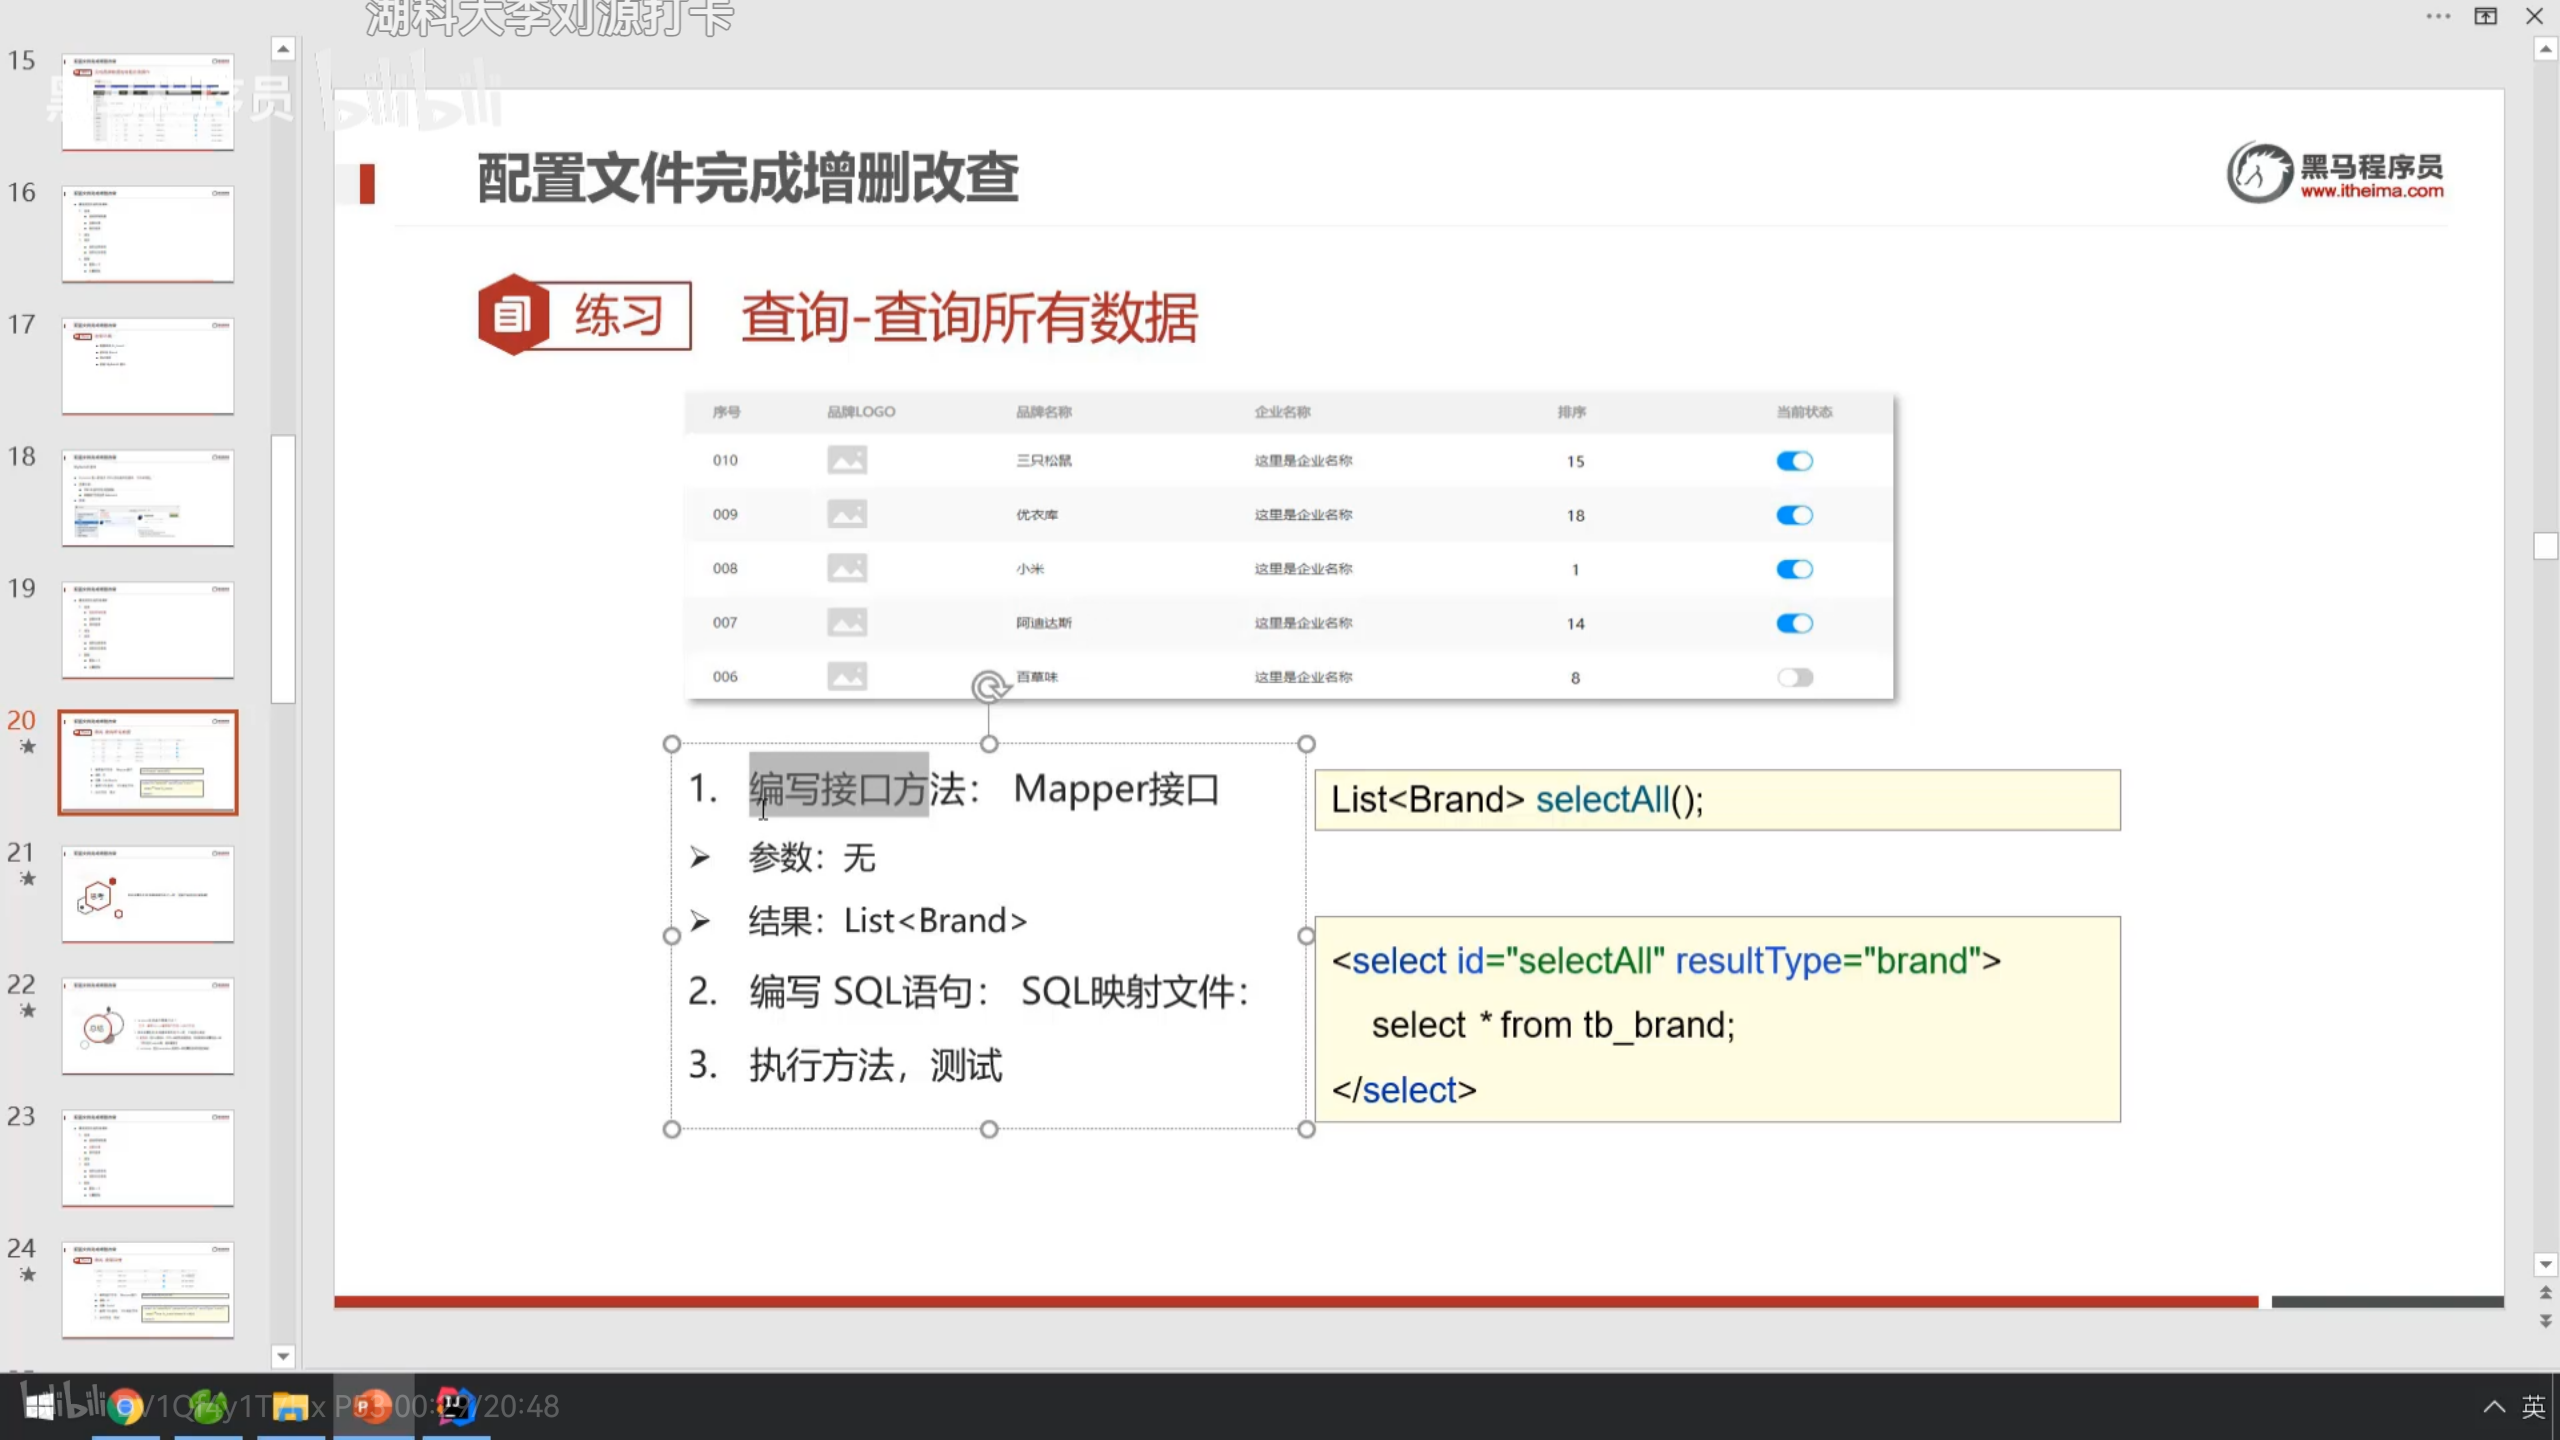 湖科大李刘源打卡
bilibili
15
16
17
18
19
20
21
22
23
24
配置文件完成增删改查
黑马程序员
www.itheima.com
练习
查询-查询所有数据
序号 品牌LOGO 品牌名称 企业名称 排序 当前状态
010 三只松鼠 这里是企业名称 15
009 优衣库 这里是企业名称 18
008 小米 这里是企业名称 1
007 阿迪达斯 这里是企业名称 14
006 百草味 这里是企业名称 8
1. 编写接口方法： Mapper接口
➢ 参数：无
➢ 结果：List<Brand>
2. 编写 SQL语句： SQL映射文件：
3. 执行方法，测试
List<Brand> selectAll();
<select id="selectAll" resultType="brand">
select * from tb_brand;
</select>
bilibili
/20:48
英